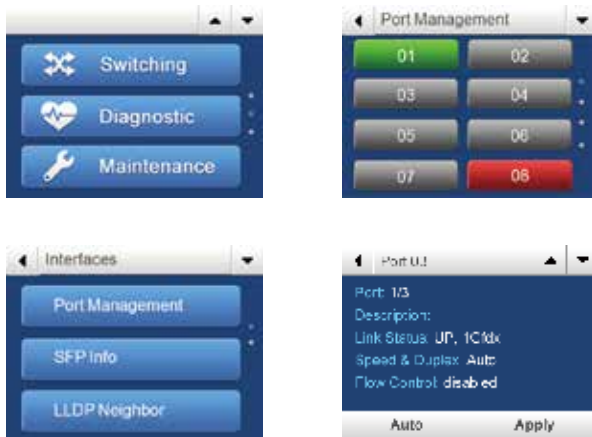 Switching
Diagnostic
Maintenance
Port Management
01 02
03 04
05 06
07 08
Interfaces
Port Management
SFP Info
LLDP Neighbor
Port
Port: 1/3
Description:
Link Status: UP,
Speed & Duplex: Auto
Flow Control: disabled
Auto Apply